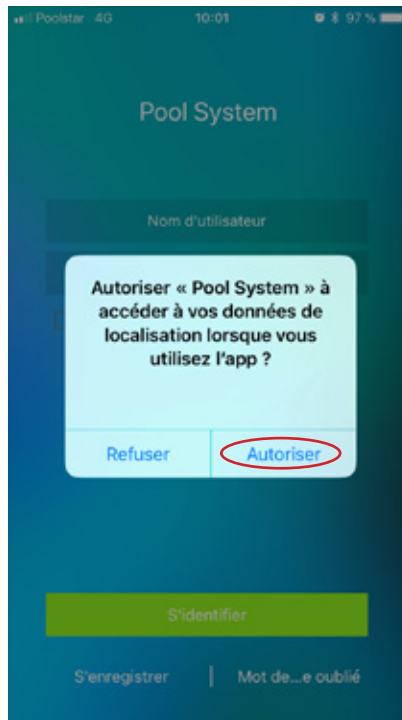 Poolstar 4G 10:01 97 %
Pool System
Nom d'utilisateur
Autoriser « Pool System » à
accéder à vos données de
localisation lorsque vous
utilisez l'app ?
Refuser Autoriser
S'identifier
S'enregistrer | Mot de...e oublié